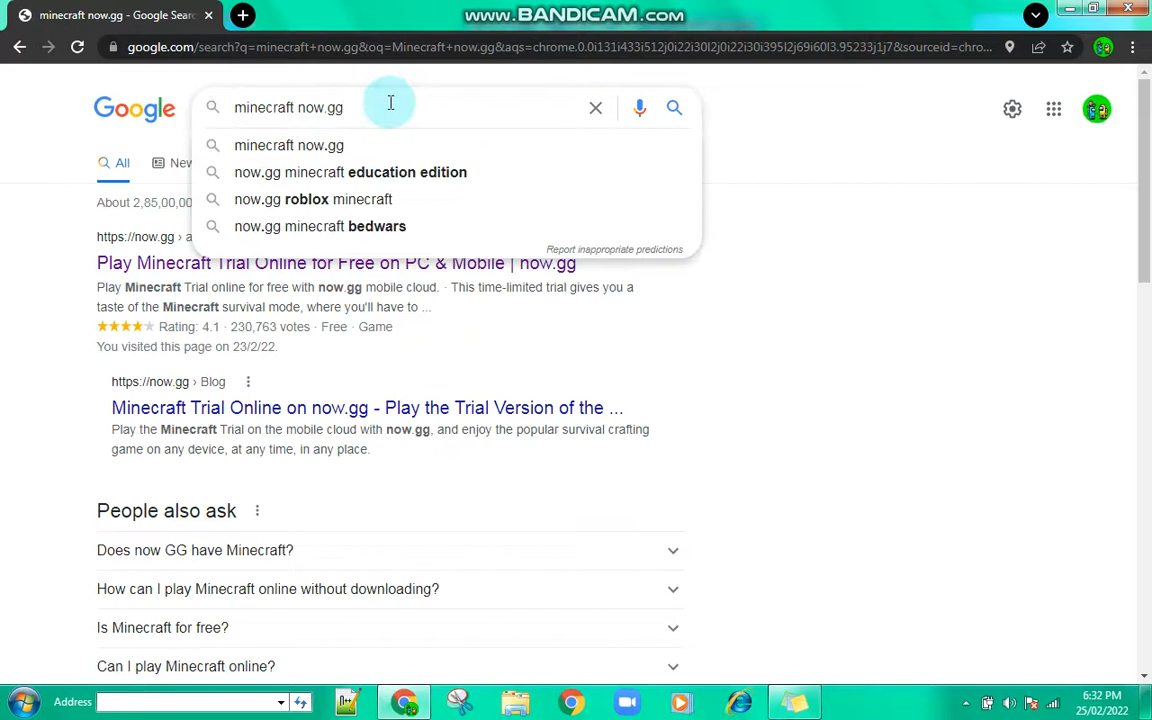 www.BANDICAM.com
minecraft now.gg - Google Searc
google.com/search?q=minecraft+now.gg&oq=Minecraft+now.gg&aqs=chrome.0.0i131i433i512j0i22i30l2j0i22i30i395l2j69i60l3.95233j1j7&sourceid=chro...
Google
minecraft now.gg
minecraft now.gg
now.gg minecraft education edition
now.gg roblox minecraft
now.gg minecraft bedwars
Report inappropriate predictions
All
New
About 2,85,00,00
https://now.gg › a
Play Minecraft Trial Online for Free on PC & Mobile | now.gg
Play Minecraft Trial online for free with now.gg mobile cloud. · This time-limited trial gives you a
taste of the Minecraft survival mode, where you'll have to ...
Rating: 4.1 · 230,763 votes · Free · Game
You visited this page on 23/2/22.
https://now.gg › Blog
Minecraft Trial Online on now.gg - Play the Trial Version of the ...
Play the Minecraft Trial on the mobile cloud with now.gg, and enjoy the popular survival crafting
game on any device, at any time, in any place.
People also ask
Does now GG have Minecraft?
How can I play Minecraft online without downloading?
Is Minecraft for free?
Can I play Minecraft online?
Address
6:32 PM
25/02/2022